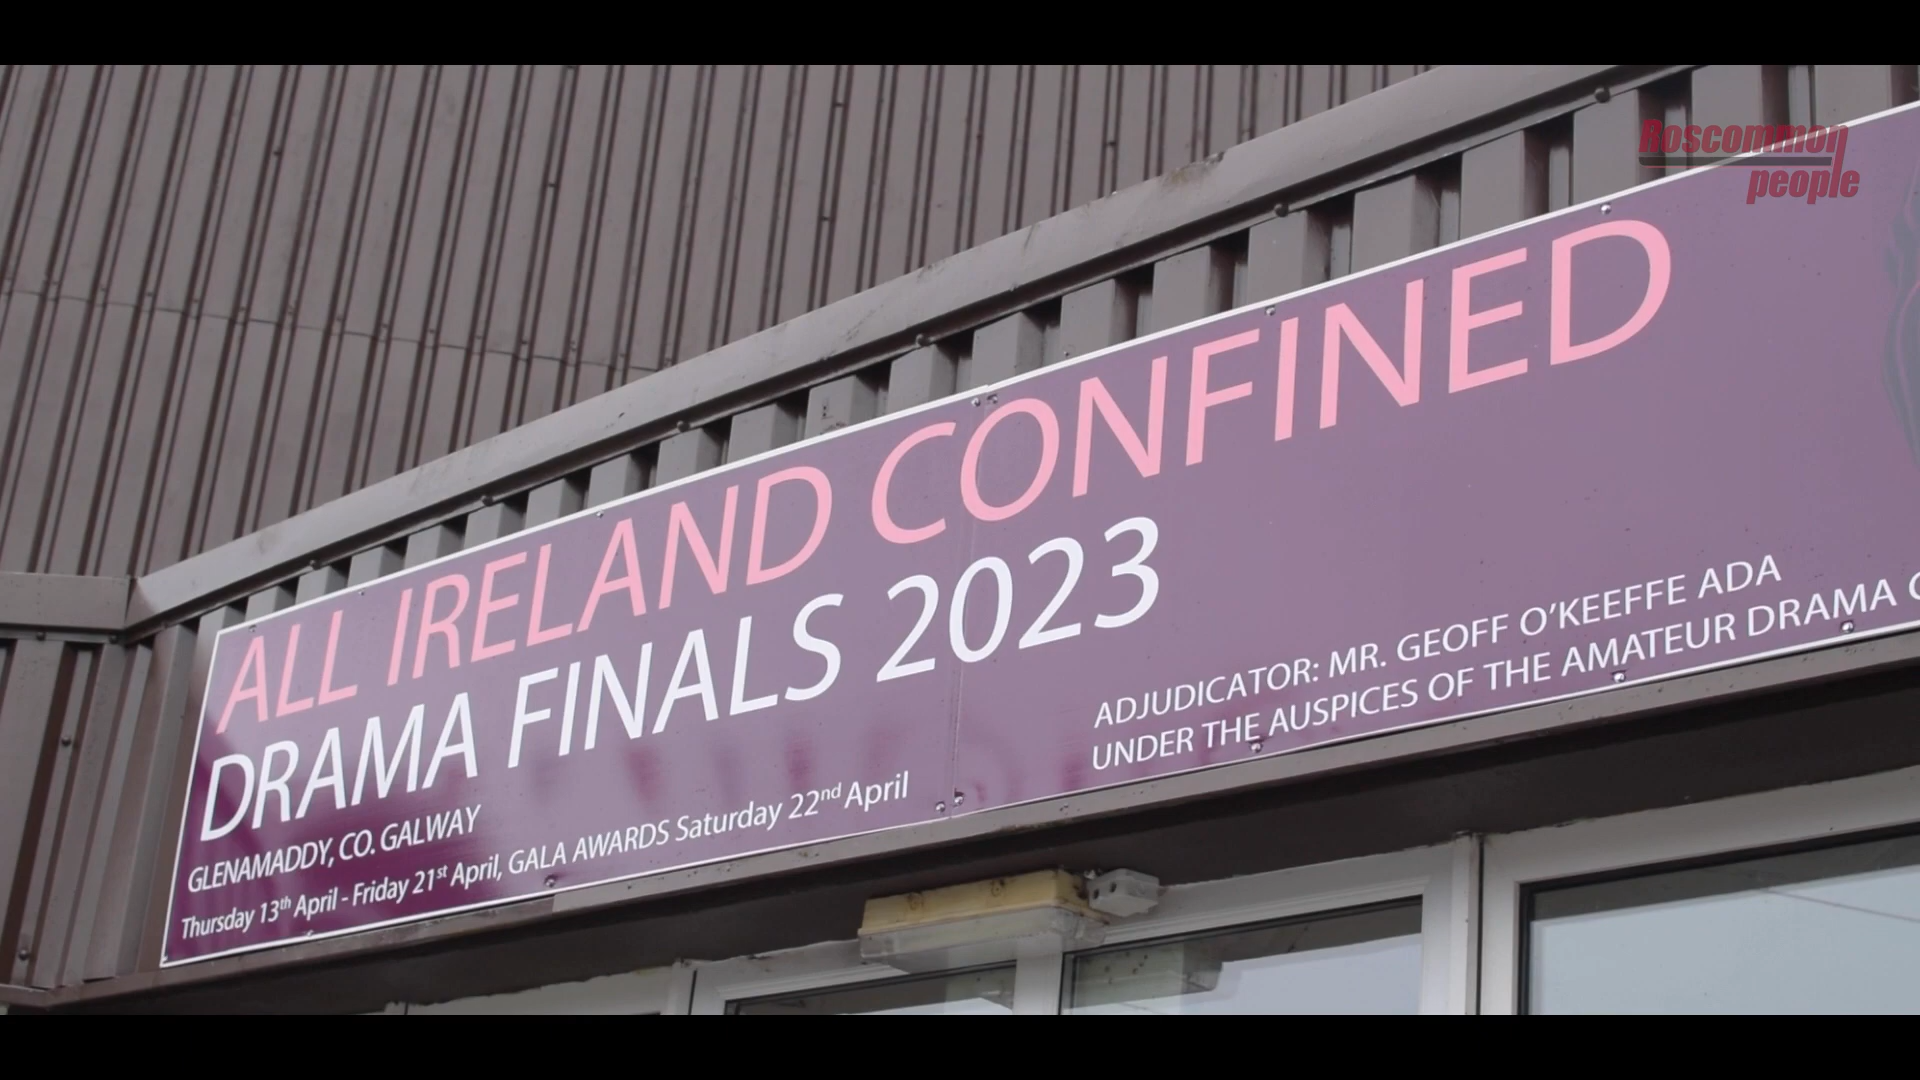 Roscommon
people
ALL IRELAND CONFINED
DRAMA FINALS 2023
GLENAMADDY, CO. GALWAY
Thursday 13th April - Friday 21st April, GALA AWARDS Saturday 22nd April
ADJUDICATOR: MR. GEOFF O'KEEFFE ADA
UNDER THE AUSPICES OF THE AMATEUR DRAMA